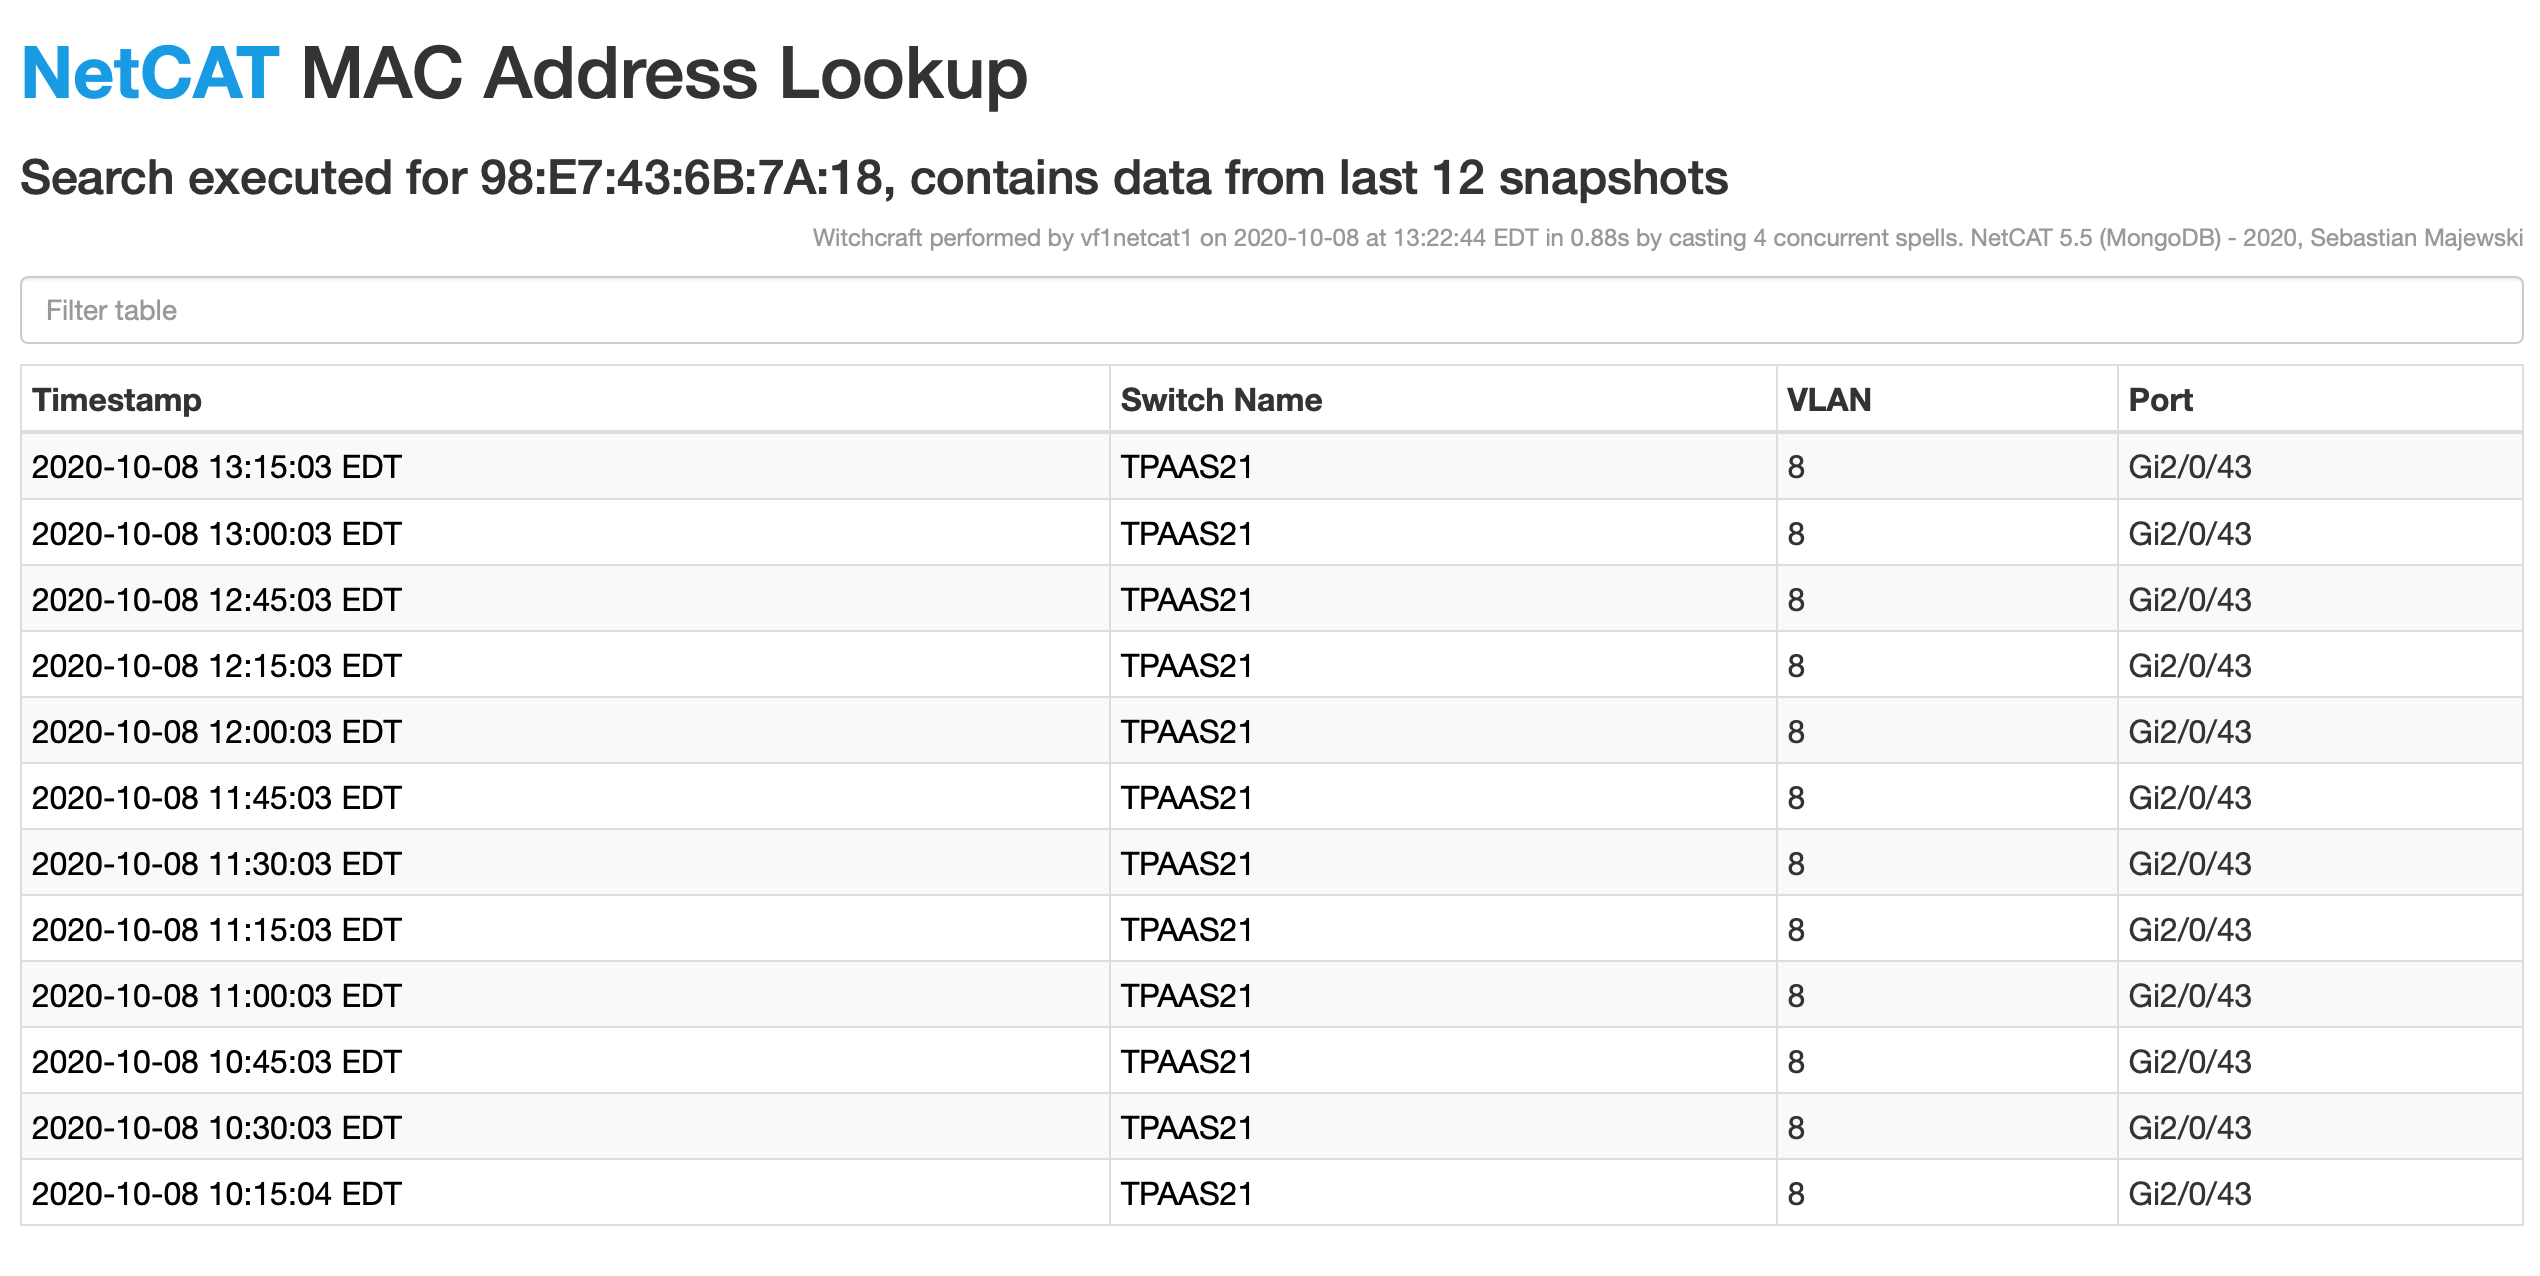 NetCAT MAC Address Lookup
Search executed for 98:E7:43:6B:7A:18, contains data from last 12 snapshots
Witchcraft performed by vf1netcat1 on 2020-10-08 at 13:22:44 EDT in 0.88s by casting 4 concurrent spells. NetCAT 5.5 (MongoDB) - 2020, Sebastian Majewski
Filter table
Timestamp Switch Name VLAN Port
2020-10-08 13:15:03 EDT TPAAS21 8 Gi2/0/43
2020-10-08 13:00:03 EDT TPAAS21 8 Gi2/0/43
2020-10-08 12:45:03 EDT TPAAS21 8 Gi2/0/43
2020-10-08 12:15:03 EDT TPAAS21 8 Gi2/0/43
2020-10-08 12:00:03 EDT TPAAS21 8 Gi2/0/43
2020-10-08 11:45:03 EDT TPAAS21 8 Gi2/0/43
2020-10-08 11:30:03 EDT TPAAS21 8 Gi2/0/43
2020-10-08 11:15:03 EDT TPAAS21 8 Gi2/0/43
2020-10-08 11:00:03 EDT TPAAS21 8 Gi2/0/43
2020-10-08 10:45:03 EDT TPAAS21 8 Gi2/0/43
2020-10-08 10:30:03 EDT TPAAS21 8 Gi2/0/43
2020-10-08 10:15:04 EDT TPAAS21 8 Gi2/0/43